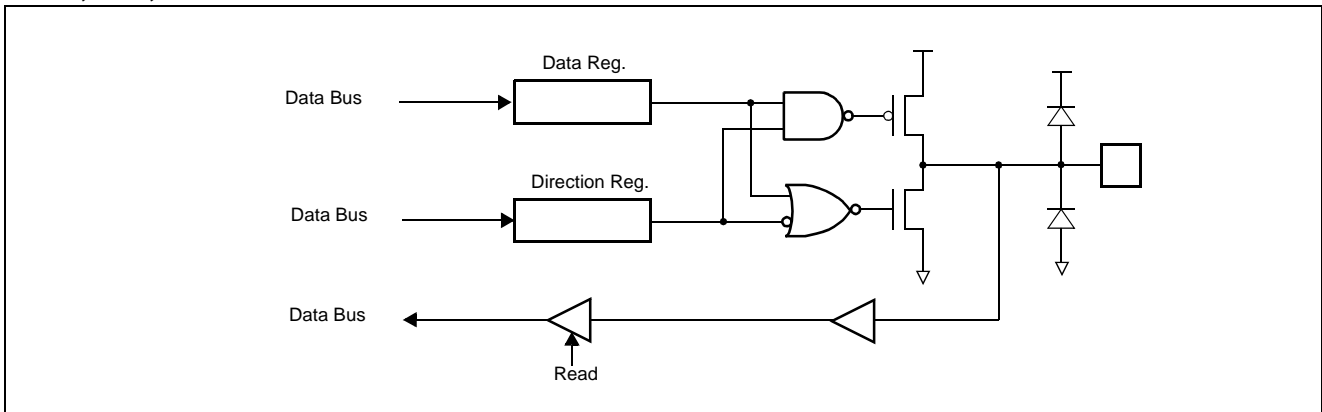 Data Reg.
Data Bus
Direction Reg.
Data Bus
Data Bus
Read